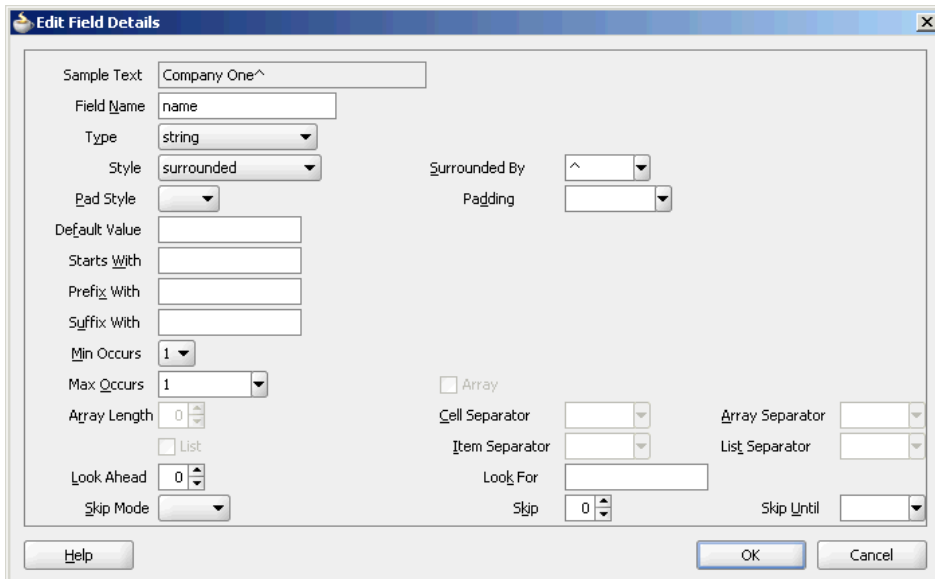 Edit Field Details
Sample Text Company One^
Field Name name
Type string
Style surrounded Surrounded By ^
Pad Style Padding
Default Value
Starts With
Prefix With
Suffix With
Min Occurs 1
Max Occurs 1 Array
Array Length 0 Cell Separator Array Separator
List Item Separator List Separator
Look Ahead 0 Look For
Skip Mode Skip 0 Skip Until
Help OK Cancel